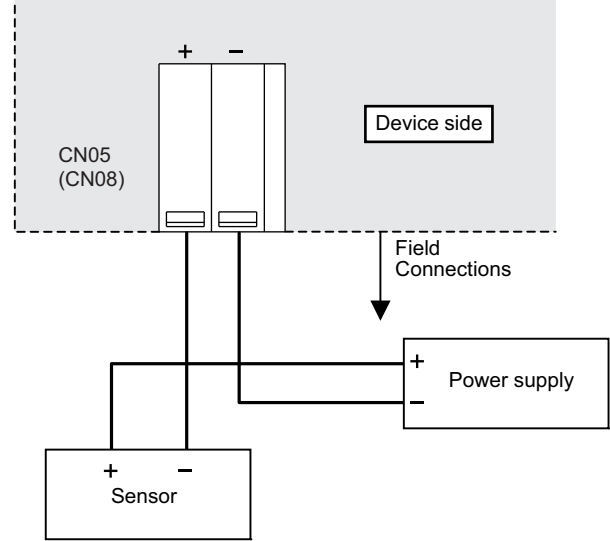 + −
Device side
CN05
(CN08)
Field
Connections
+
Power supply
−
+ −
Sensor